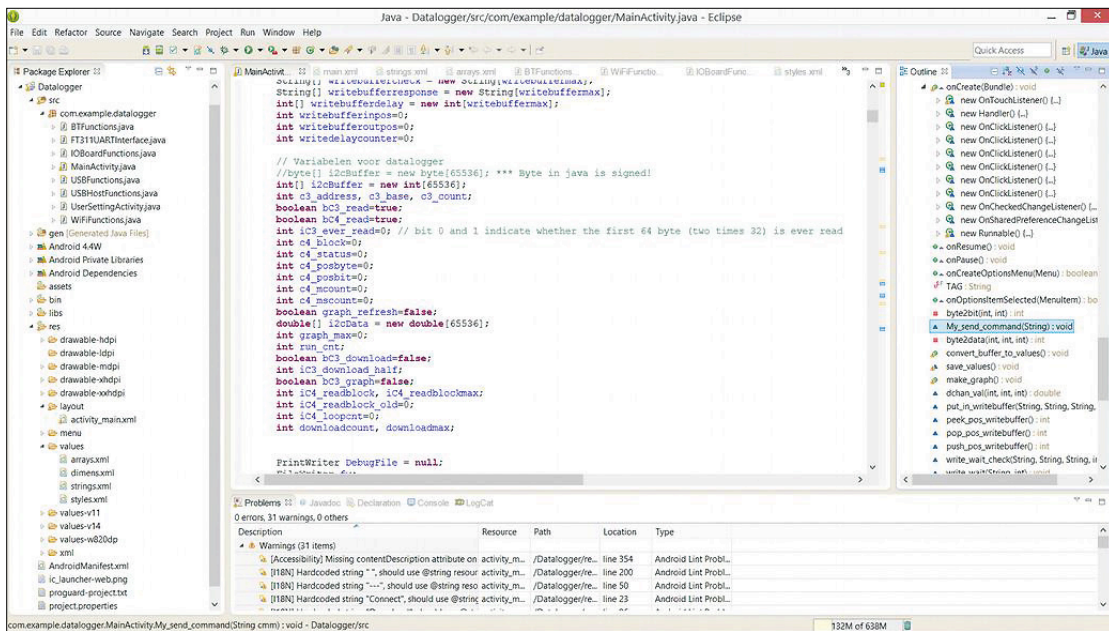 Java - Datalogger/src/com/example/datalogger/MainActivity.java - Eclipse
File Edit Refactor Source Navigate Search Project Run Window Help
Quick Access
Java
Package Explorer
Datalogger
src
com.example.datalogger
BTFunctions.java
FT311UARTInterface.java
IOBoardFunctions.java
MainActivity.java
USBFunctions.java
USBHostFunctions.java
UserSettingActivity.java
WiFiFunctions.java
gen [Generated Java Files]
Android 4.4W
Android Private Libraries
Android Dependencies
assets
bin
libs
res
drawable-hdpi
drawable-ldpi
drawable-mdpi
drawable-xhdpi
drawable-xxhdpi
layout
activity_main.xml
menu
values
arrays.xml
dimens.xml
strings.xml
styles.xml
values-v11
values-v14
values-w820dp
xml
AndroidManifest.xml
ic_launcher-web.png
proguard-project.txt
project.properties
MainActivit... main.xml strings.xml arrays.xml BTFunctions... WiFiFunctio... IOBoardFunc... styles.xml
String[] writebuffercheck = new String[writebuffermax];
String[] writebufferresponse = new String[writebuffermax];
int[] writebufferdelay = new int[writebuffermax];
int writebufferinpos=0;
int writebufferoutpos=0;
int writedelaycounter=0;
// Variabelen voor datalogger
//byte[] i2cBuffer = new byte[65536]; *** Byte in java is signed!
int[] i2cBuffer = new int[65536];
int c3_address, c3_base, c3_count;
boolean bC3_read=true;
boolean bC4_read=true;
int iC3_ever_read=0; // bit 0 and 1 indicate whether the first 64 byte (two times 32) is ever read
int c4_block=0;
int c4_status=0;
int c4_posbyte=0;
int c4_posbit=0;
int c4_mcount=0;
int c4_mscount=0;
boolean graph_refresh=false;
double[] i2cData = new double[65536];
int graph_max=0;
int run_cnt;
boolean bC3_download=false;
int iC3_download_half;
boolean bC3_graph=false;
int iC4_readblock, iC4_readblockmax;
int iC4_readblock_old=0;
int iC4_loopcnt=0;
int downloadcount, downloadmax;
PrintWriter DebugFile = null;
Outline
onCreate(Bundle) : void
new OnTouchListener() {...}
new Handler() {...}
new OnClickListener() {...}
new OnClickListener() {...}
new OnClickListener() {...}
new OnClickListener() {...}
new OnClickListener() {...}
new OnCheckedChangeListener() {...
new OnSharedPreferenceChangeList
new Runnable() {...}
onResume() : void
onPause() : void
onCreateOptionsMenu(Menu) : boolean
TAG : String
onOptionsItemSelected(MenuItem) : bo
byte2bit(int, int) : int
My_send_command(String) : void
byte2data(int, int, int) : int
convert_buffer_to_values() : void
save_values() : void
make_graph() : void
dchan_val(int, int) : double
put_in_writebuffer(String, String, String,
peek_pos_writebuffer() : int
pop_pos_writebuffer() : int
push_pos_writebuffer() : int
write_wait_check(String, String, String, in
write_wait(String, int) : void
Problems Javadoc Declaration Console LogCat
0 errors, 31 warnings, 0 others
Description Resource Path Location Type
Warnings (31 items)
[Accessibility] Missing contentDescription attribute on activity_m... /Datalogger/re... line 354 Android Lint Probl...
[I18N] Hardcoded string " ", should use @string resour activity_m... /Datalogger/re... line 200 Android Lint Probl...
[I18N] Hardcoded string "---", should use @string reso activity_m... /Datalogger/re... line 50 Android Lint Probl...
[I18N] Hardcoded string "Connect", should use @string activity_m... /Datalogger/re... line 23 Android Lint Probl...
com.example.datalogger.MainActivity.My_send_command(String cmm) : void - Datalogger/src
132M of 638M